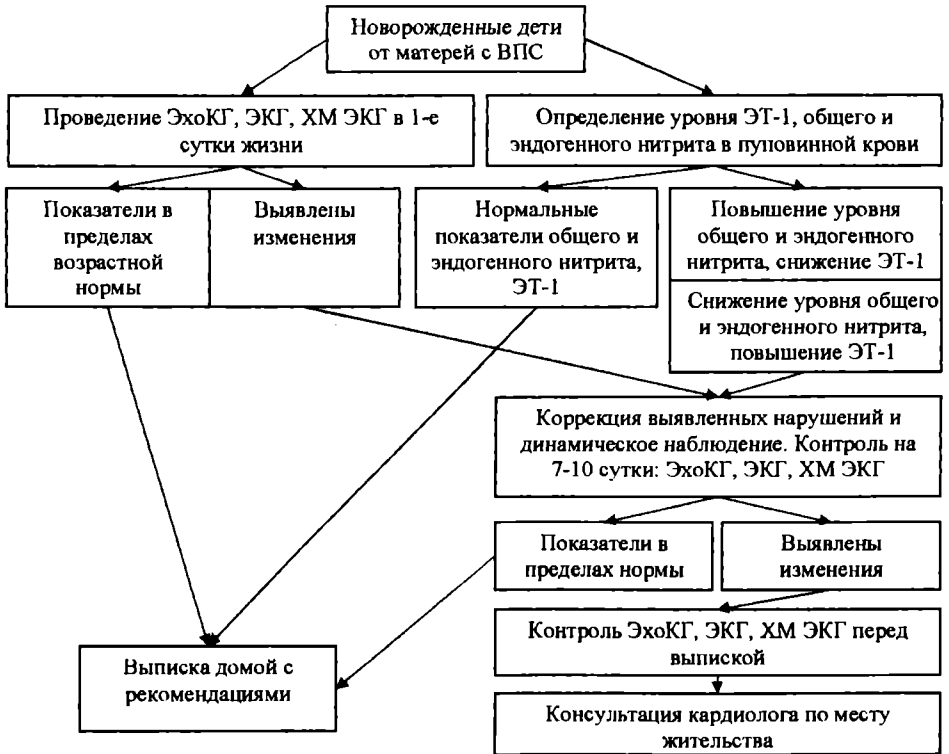 Новорожденные дети
от матерей с ВПС
Проведение ЭхоКГ, ЭКГ, ХМ ЭКГ в 1-е
сутки жизни
Определение уровня ЭТ-1, общего и
эндогенного нитрита в пуповинной крови
Показатели в
пределах
возрастной
нормы
Выявлены
изменения
Нормальные
показатели общего и
эндогенного нитрита,
ЭТ-1
Повышение уровня
общего и эндогенного
нитрита, снижение ЭТ-1
Снижение уровня общего
и эндогенного нитрита,
повышение ЭТ-1
Коррекция выявленных нарушений и
динамическое наблюдение. Контроль на
7-10 сутки: ЭхоКГ, ЭКГ, ХМ ЭКГ
Показатели в
пределах нормы
Выявлены
изменения
Контроль ЭхоКГ, ЭКГ, ХМ ЭКГ перед
выпиской
Выписка домой с
рекомендациями
Консультация кардиолога по месту
жительства